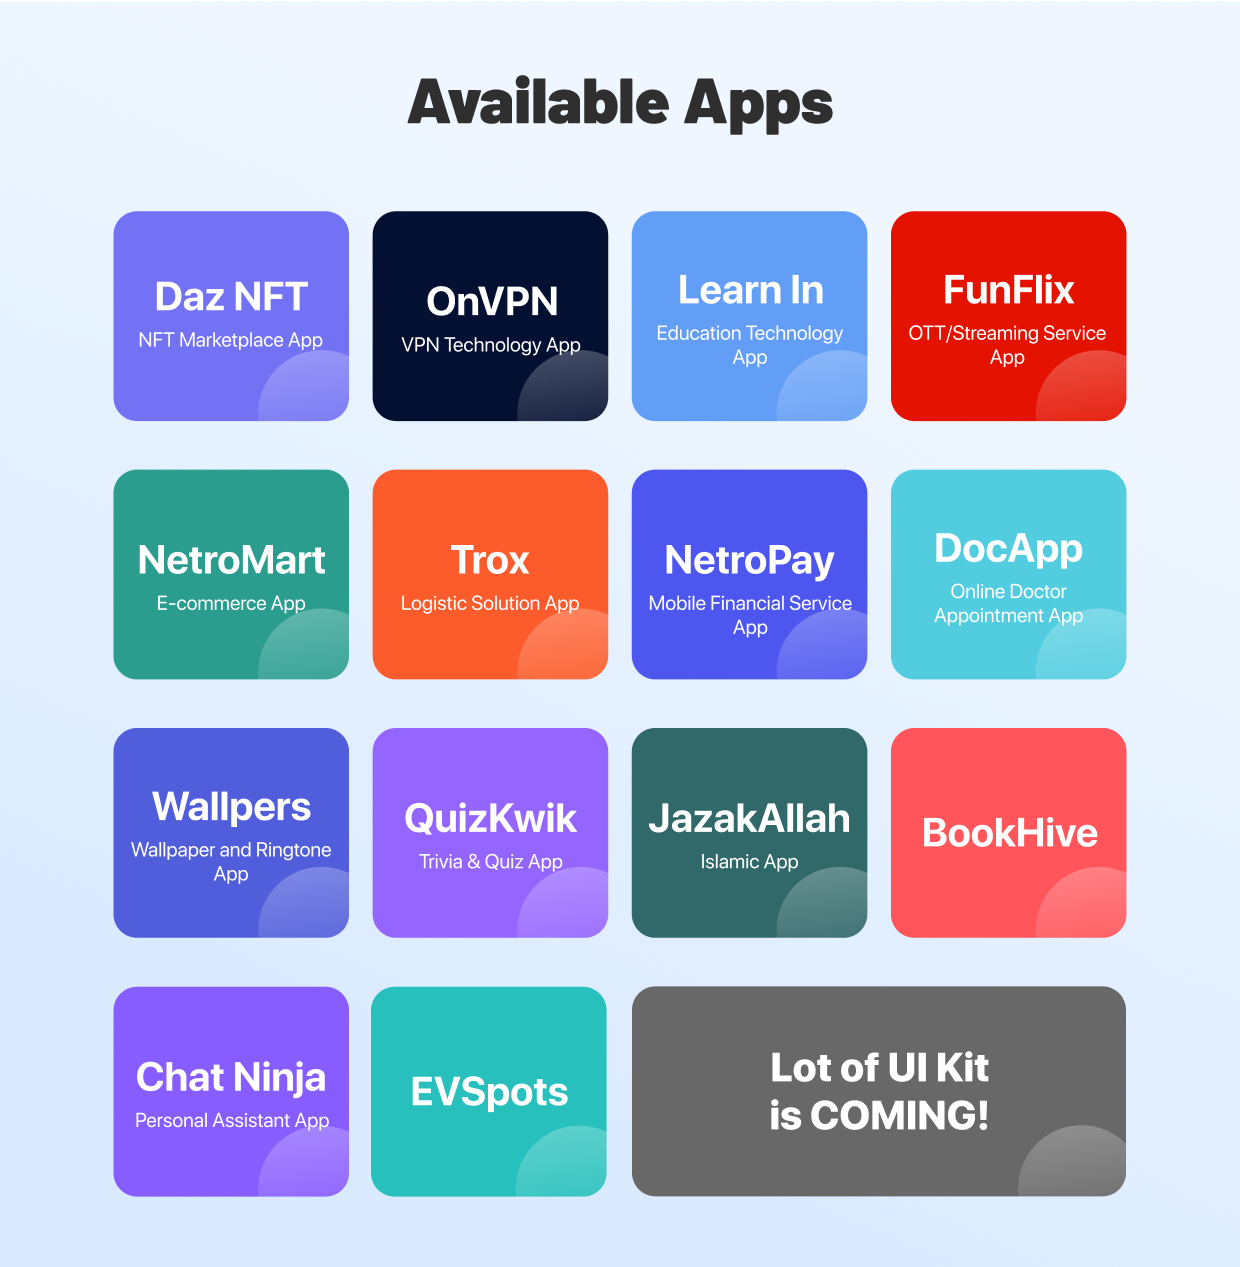 Available Apps
Daz NFT
NFT Marketplace App
OnVPN
VPN Technology App
Learn In
Education Technology
App
FunFlix
OTT/Streaming Service
App
NetroMart
E-commerce App
Trox
Logistic Solution App
NetroPay
Mobile Financial Service
App
DocApp
Online Doctor
Appointment App
Wallpers
Wallpaper and Ringtone
App
QuizKwik
Trivia & Quiz App
JazakAllah
Islamic App
BookHive
Chat Ninja
Personal Assistant App
EVSpots
Lot of UI Kit
is COMING!